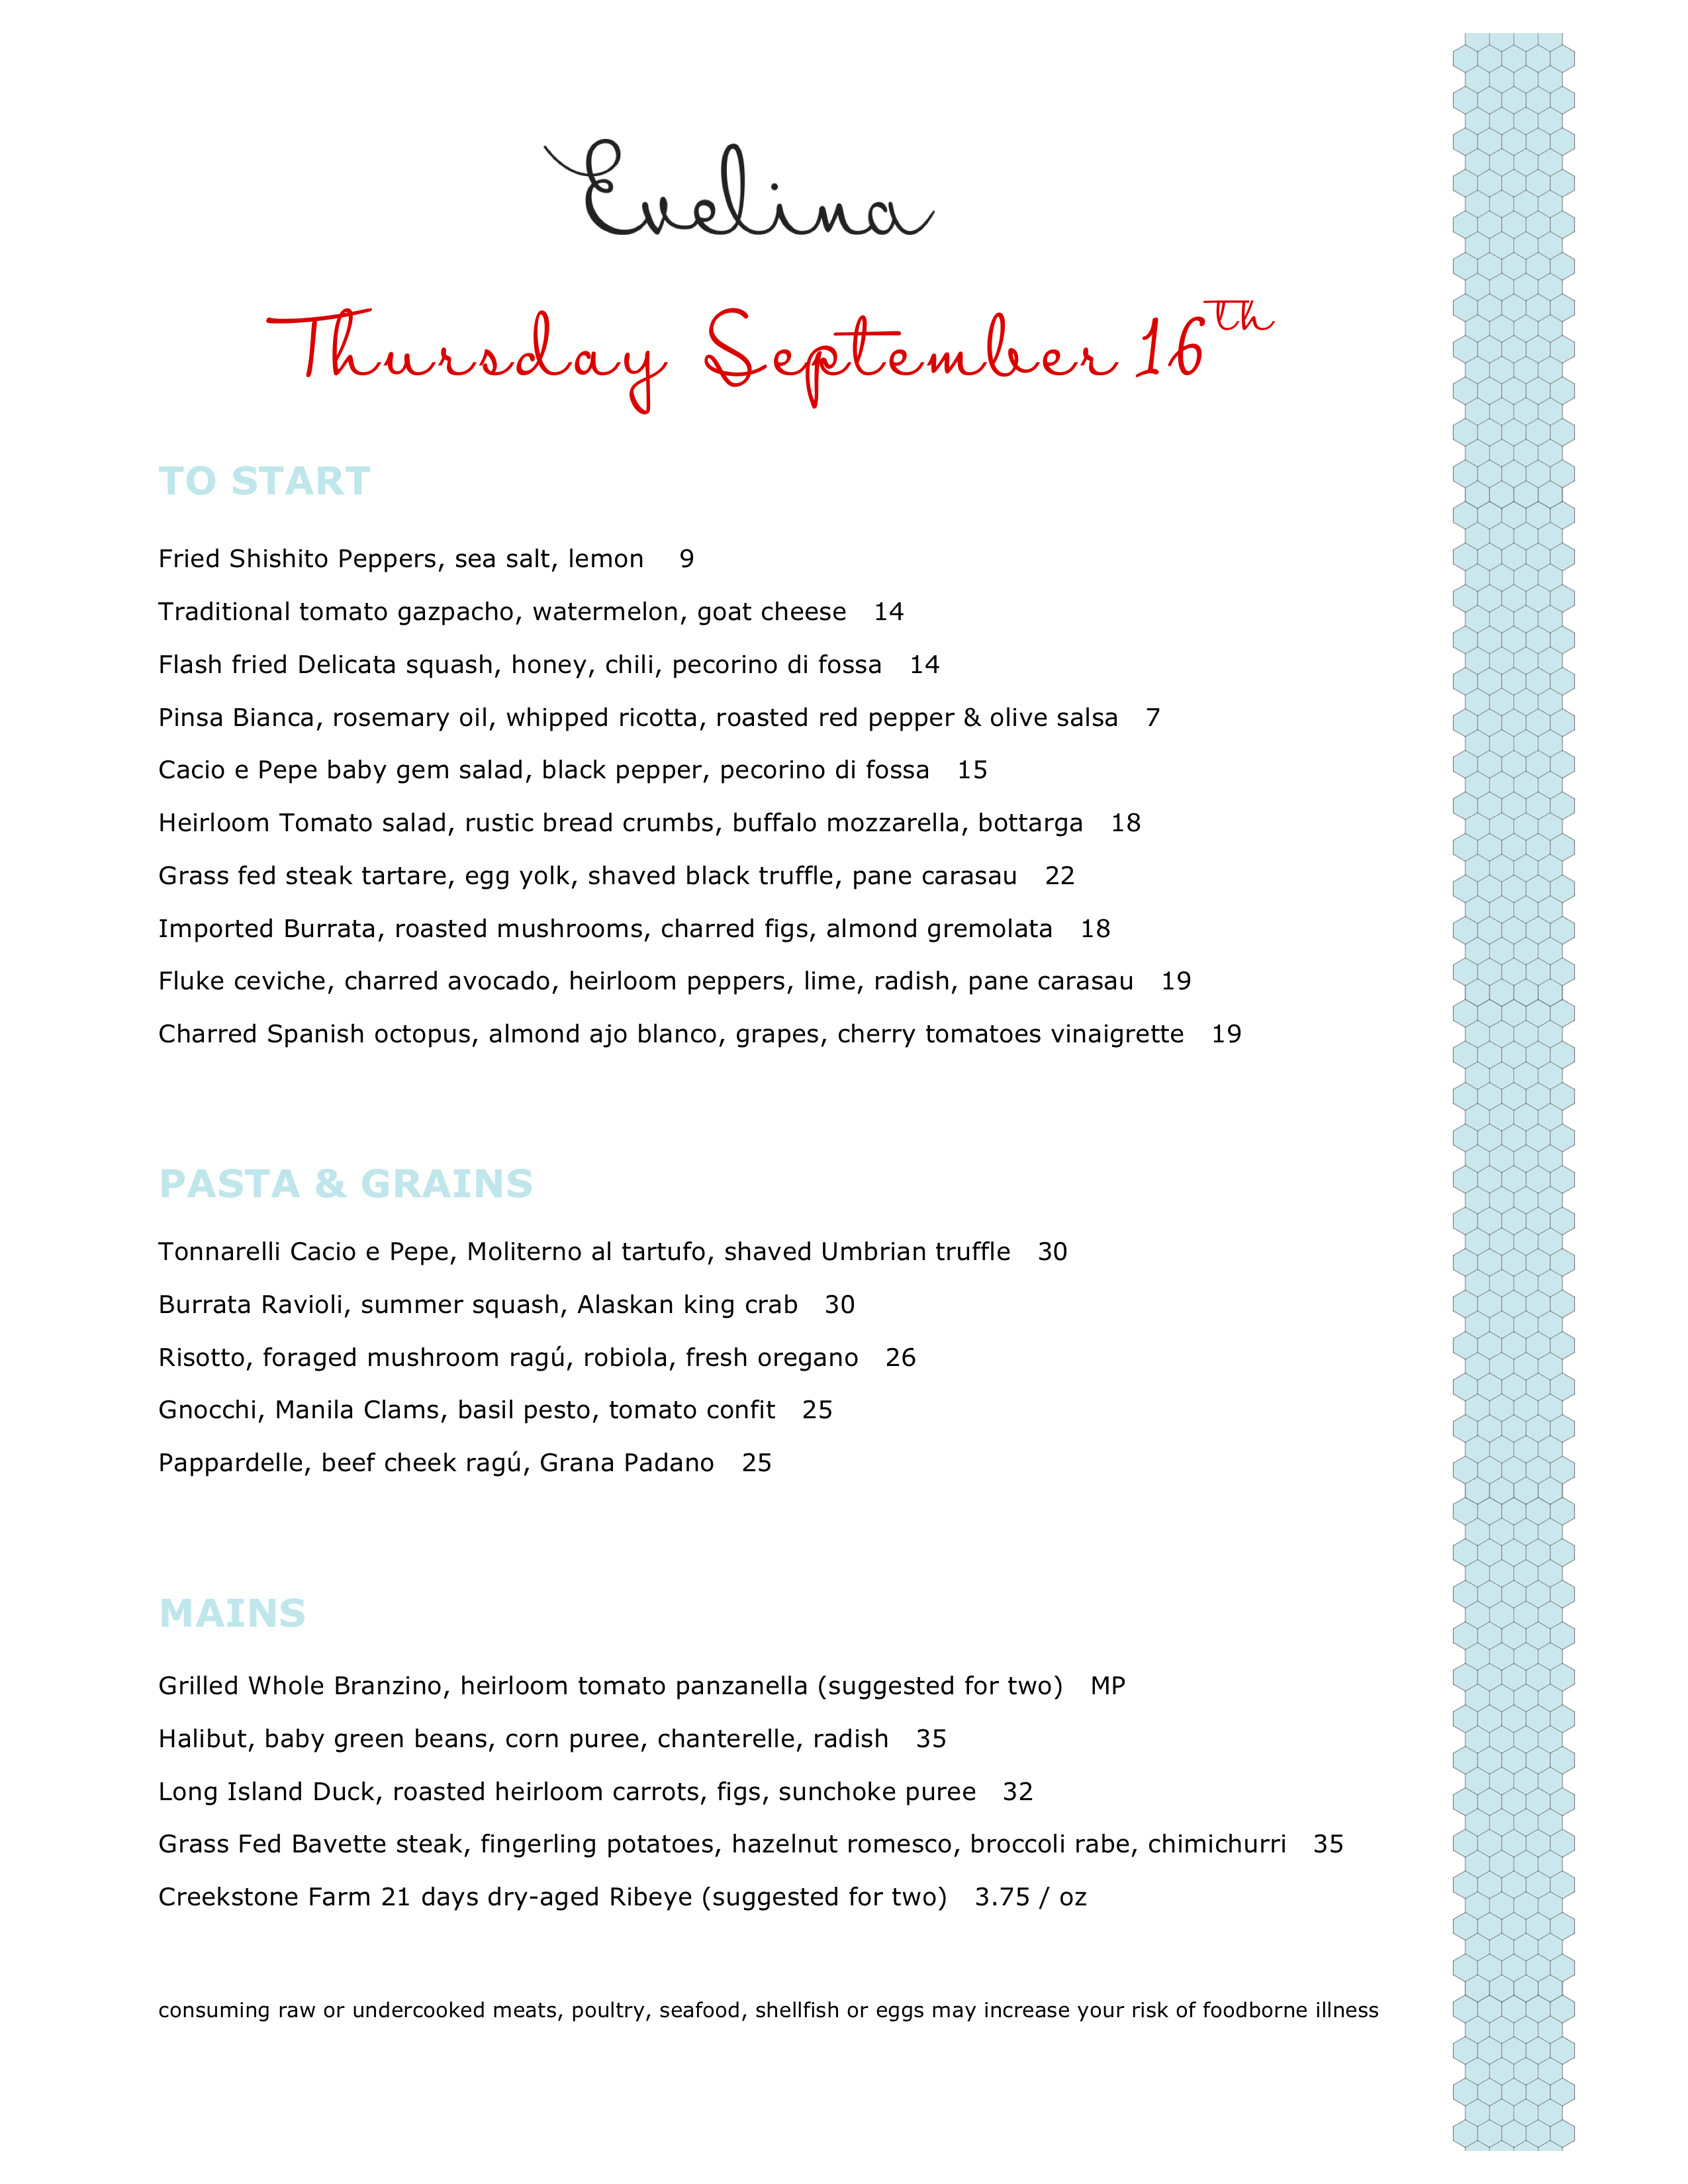 Evelina
Thursday September 16th
TO START
Fried Shishito Peppers, sea salt, lemon 9
Traditional tomato gazpacho, watermelon, goat cheese 14
Flash fried Delicata squash, honey, chili, pecorino di fossa 14
Pinsa Bianca, rosemary oil, whipped ricotta, roasted red pepper & olive salsa 7
Cacio e Pepe baby gem salad, black pepper, pecorino di fossa 15
Heirloom Tomato salad, rustic bread crumbs, buffalo mozzarella, bottarga 18
Grass fed steak tartare, egg yolk, shaved black truffle, pane carasau 22
Imported Burrata, roasted mushrooms, charred figs, almond gremolata 18
Fluke ceviche, charred avocado, heirloom peppers, lime, radish, pane carasau 19
Charred Spanish octopus, almond ajo blanco, grapes, cherry tomatoes vinaigrette 19
PASTA & GRAINS
Tonnarelli Cacio e Pepe, Moliterno al tartufo, shaved Umbrian truffle 30
Burrata Ravioli, summer squash, Alaskan king crab 30
Risotto, foraged mushroom ragú, robiola, fresh oregano 26
Gnocchi, Manila Clams, basil pesto, tomato confit 25
Pappardelle, beef cheek ragú, Grana Padano 25
MAINS
Grilled Whole Branzino, heirloom tomato panzanella (suggested for two) MP
Halibut, baby green beans, corn puree, chanterelle, radish 35
Long Island Duck, roasted heirloom carrots, figs, sunchoke puree 32
Grass Fed Bavette steak, fingerling potatoes, hazelnut romesco, broccoli rabe, chimichurri 35
Creekstone Farm 21 days dry-aged Ribeye (suggested for two) 3.75 / oz
consuming raw or undercooked meats, poultry, seafood, shellfish or eggs may increase your risk of foodborne illness